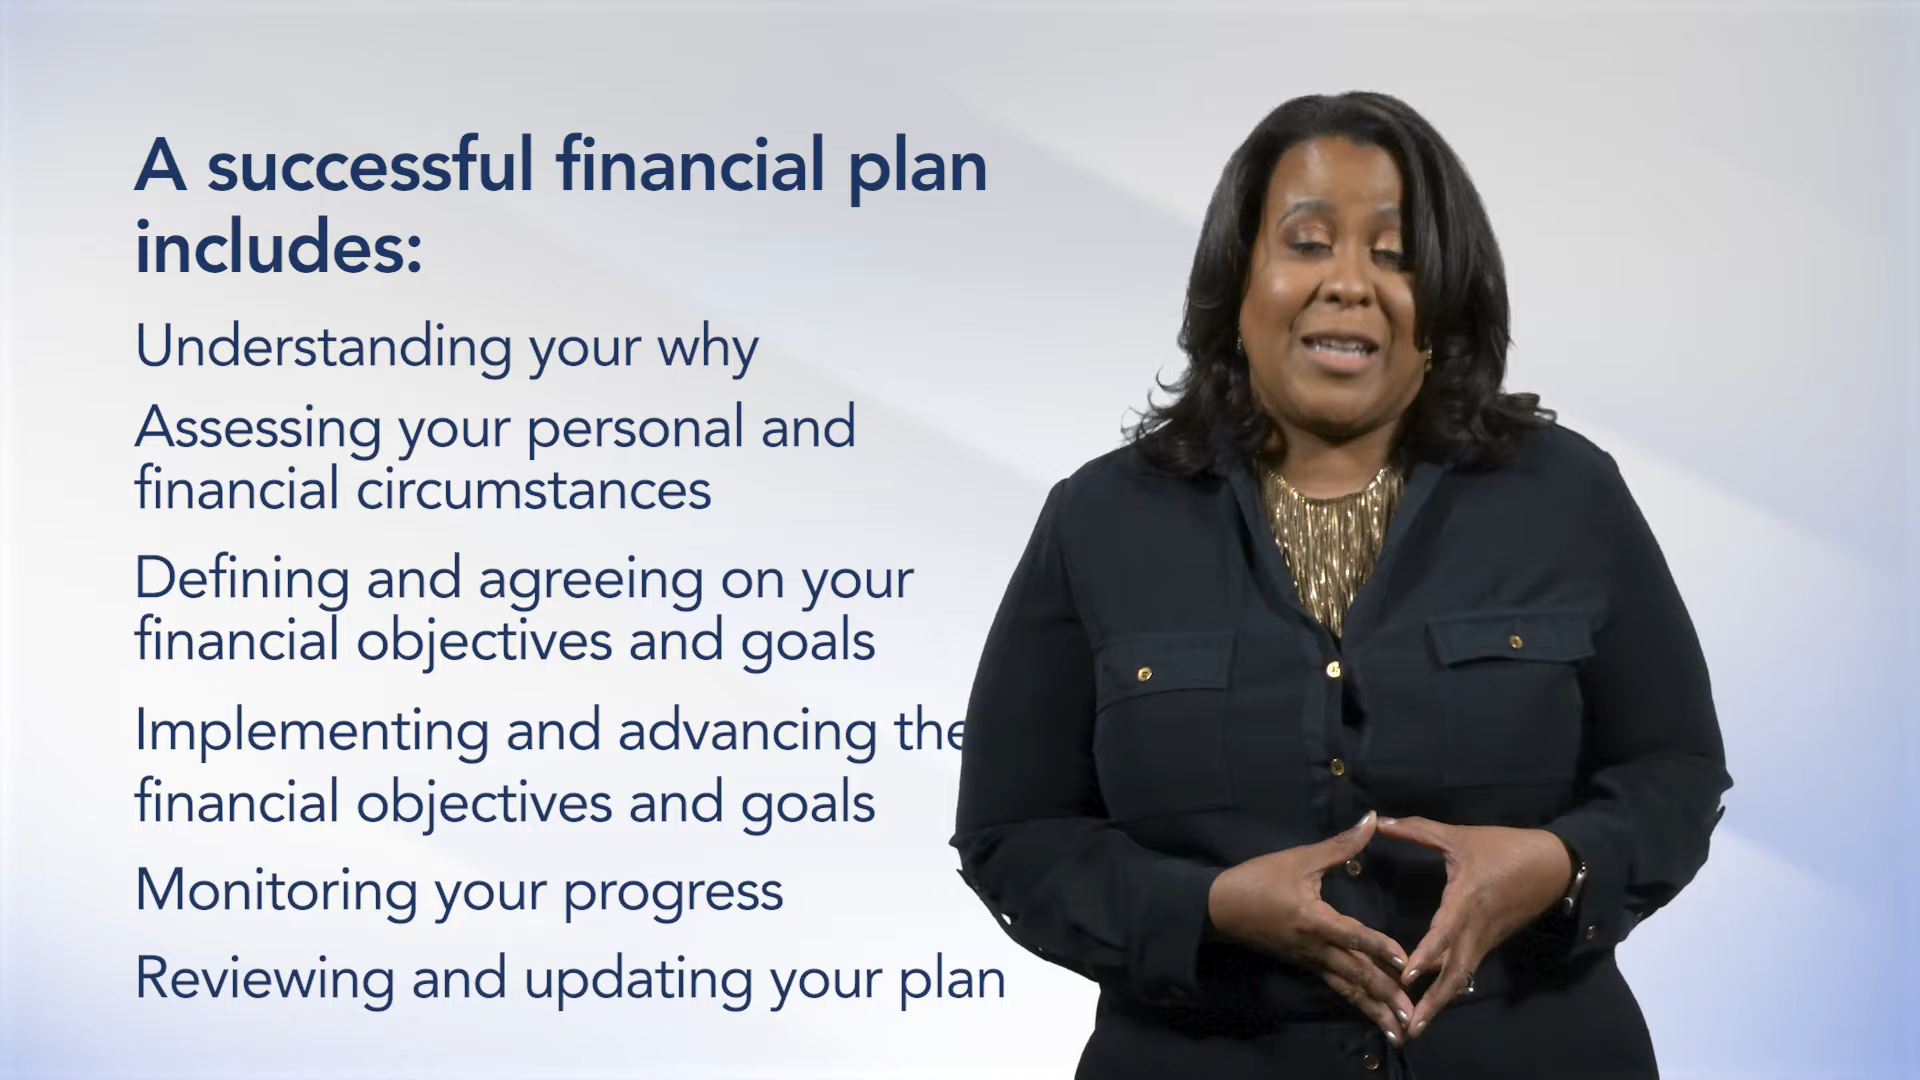 A successful financial plan
includes:
Understanding your why
Assessing your personal and
financial circumstances
Defining and agreeing on your
financial objectives and goals
Implementing and advancing the
financial objectives and goals
Monitoring your progress
Reviewing and updating your plan